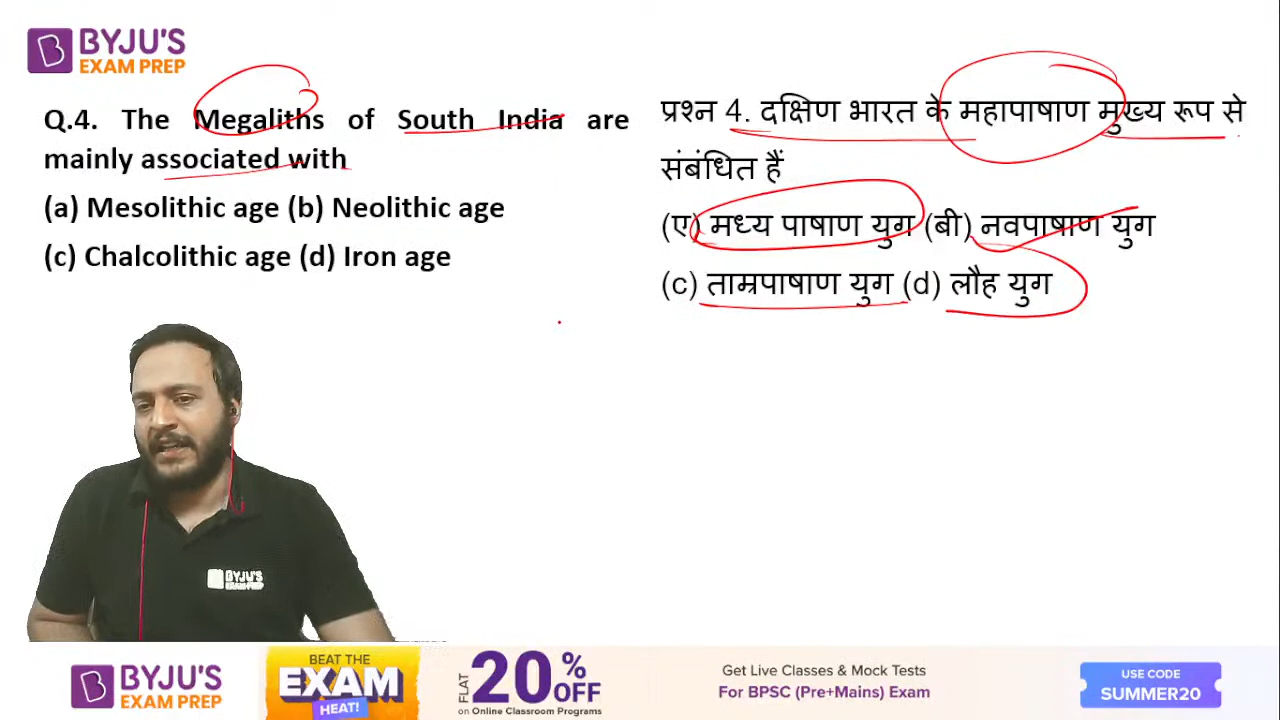 BYJU'S
EXAM PREP
Q.4. The Megaliths of South India are
mainly associated with
(a) Mesolithic age (b) Neolithic age
(c) Chalcolithic age (d) Iron age
प्रश्न 4. दक्षिण भारत के महापाषाण मुख्य रूप से
संबंधित हैं
(ए) मध्य पाषाण युग (बी) नवपाषाण युग
(c) ताम्रपाषाण युग (d) लौह युग
BYJU'S
EXAM PREP
BYJU'S
EXAM PREP
BEAT THE
EXAM
HEAT!
FLAT 20% OFF
on Online Classroom Programs
Get Live Classes & Mock Tests
For BPSC (Pre+Mains) Exam
USE CODE
SUMMER20